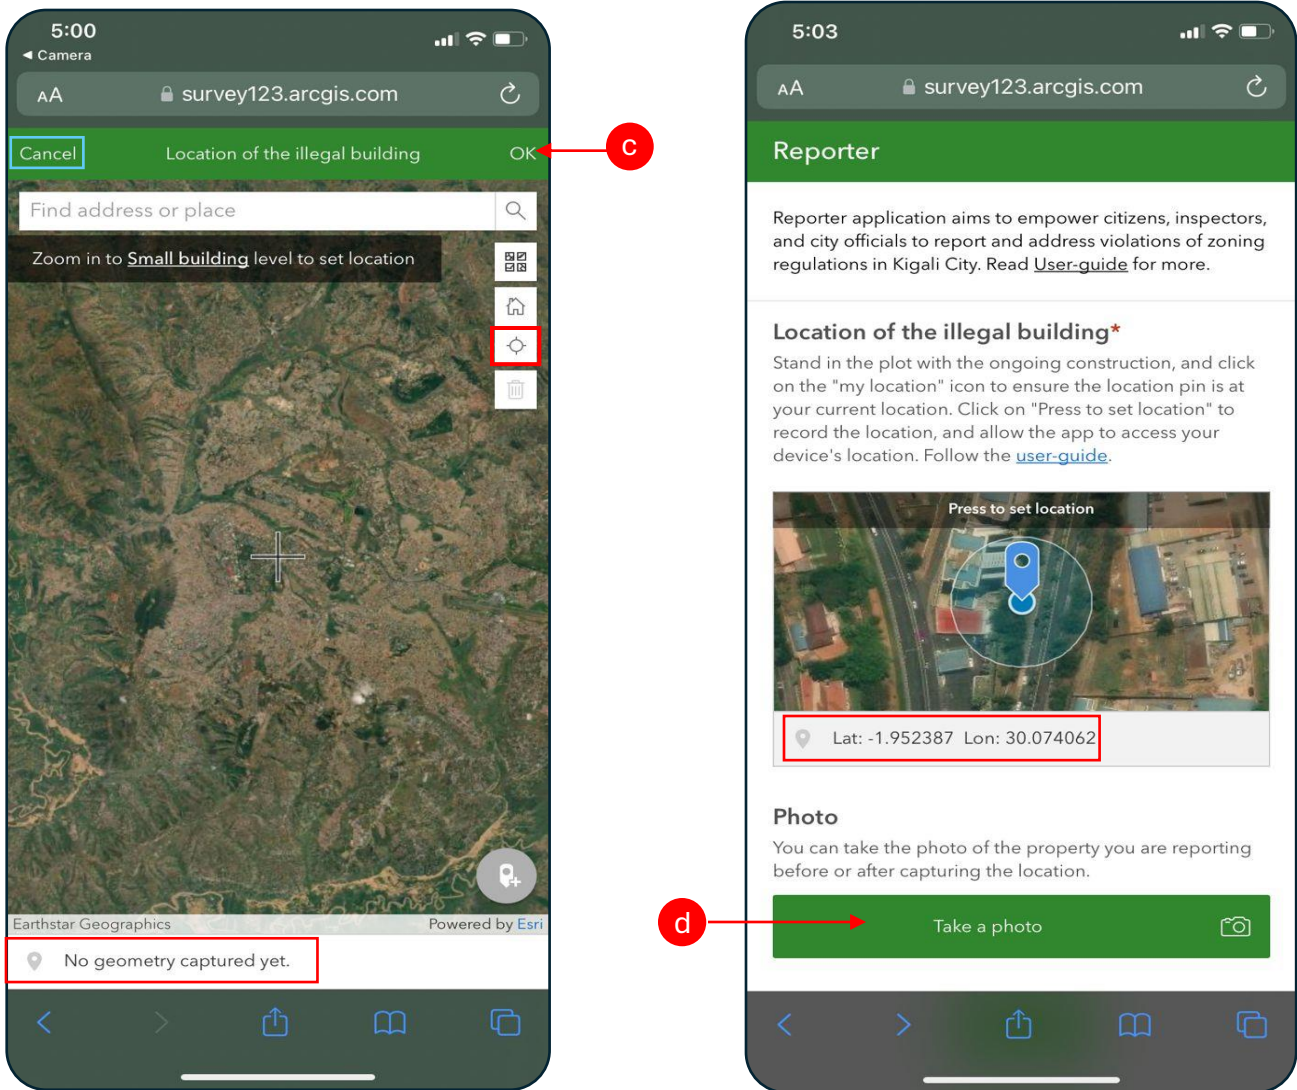 5:00
◀ Camera
AA survey123.arcgis.com
Cancel Location of the illegal building OK
c
Find address or place
Zoom in to Small building level to set location
Earthstar Geographics Powered by Esri
No geometry captured yet.
5:03
AA survey123.arcgis.com
Reporter
Reporter application aims to empower citizens, inspectors,
and city officials to report and address violations of zoning
regulations in Kigali City. Read User-guide for more.
Location of the illegal building*
Stand in the plot with the ongoing construction, and click
on the "my location" icon to ensure the location pin is at
your current location. Click on "Press to set location" to
record the location, and allow the app to access your
device's location. Follow the user-guide.
Press to set location
Lat: -1.952387 Lon: 30.074062
Photo
You can take the photo of the property you are reporting
before or after capturing the location.
d
Take a photo